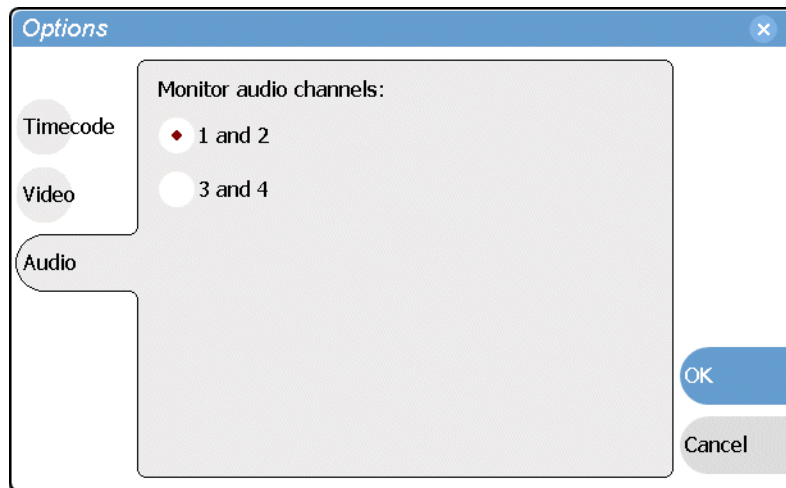 Options
Timecode
Video
Audio
Monitor audio channels:
1 and 2
3 and 4
OK
Cancel